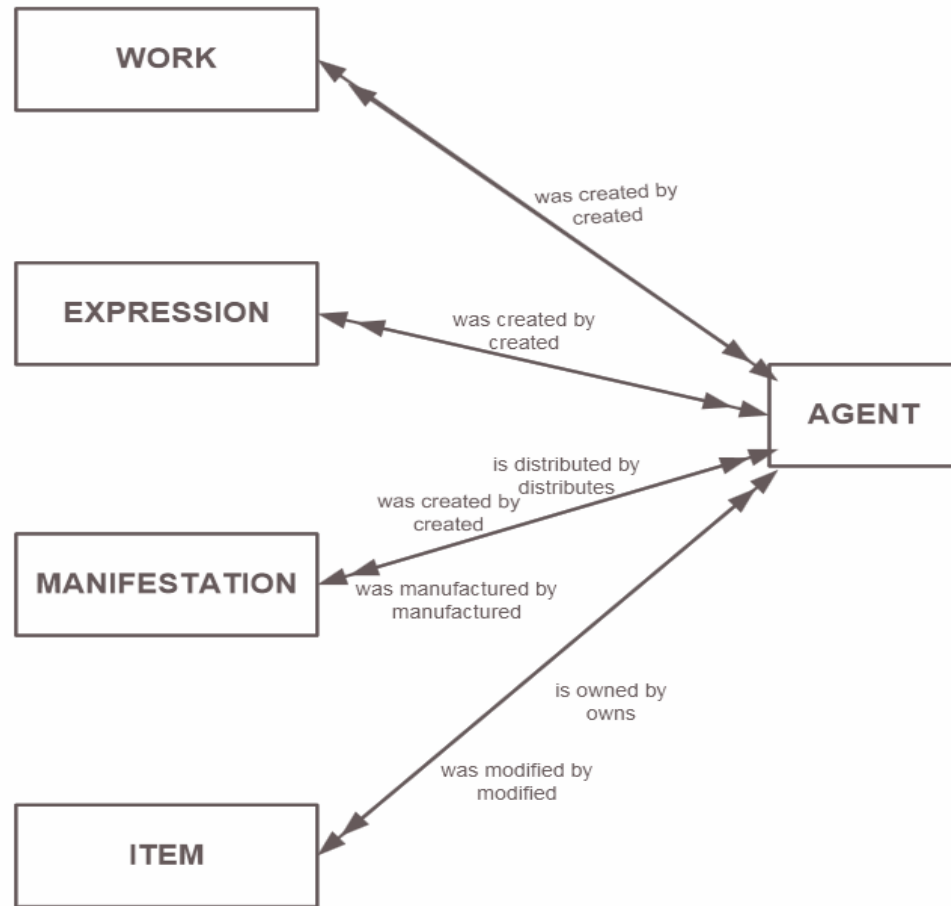 WORK
was created by
created
EXPRESSION
was created by
created
AGENT
is distributed by
distributes
was created by
created
MANIFESTATION
was manufactured by
manufactured
is owned by
owns
was modified by
modified
ITEM